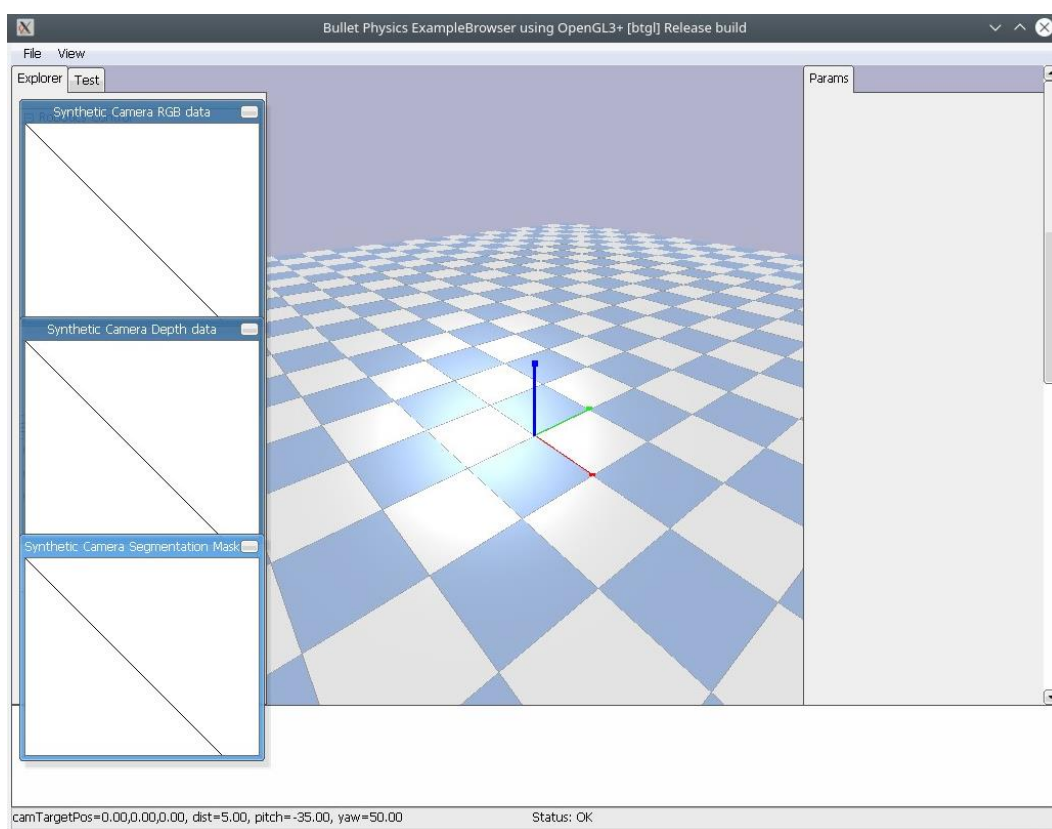 Bullet Physics ExampleBrowser using OpenGL3+ [btgl] Release build
File View
Explorer Test
Params
Synthetic Camera RGB data
Synthetic Camera Depth data
Synthetic Camera Segmentation Mask
camTargetPos=0.00,0.00,0.00, dist=5.00, pitch=-35.00, yaw=50.00 Status: OK